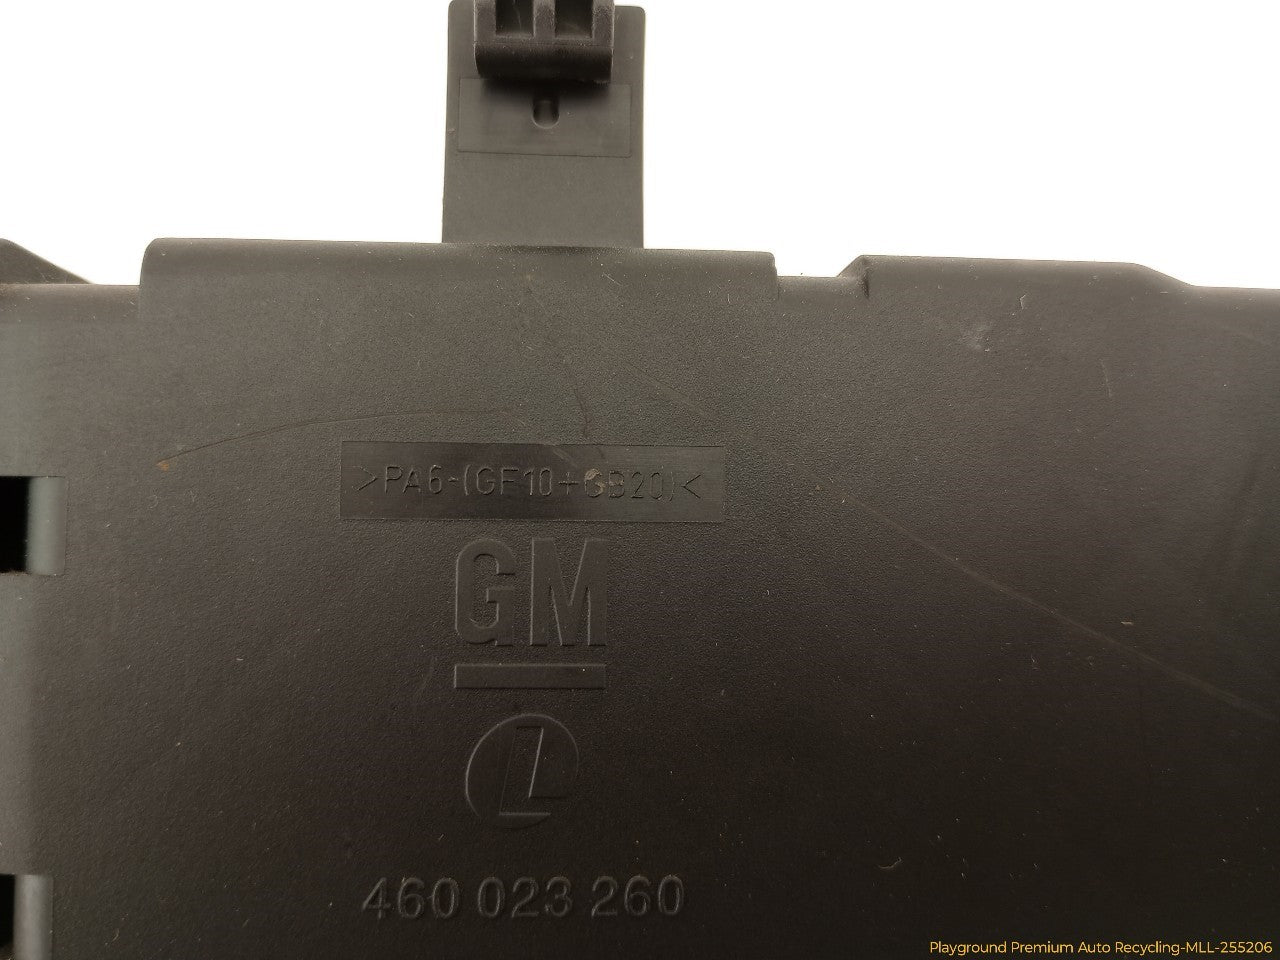 >PA6-(GF10+GB20)<
GM
L
460 023 260
Playground Premium Auto Recycling-MLL-255206